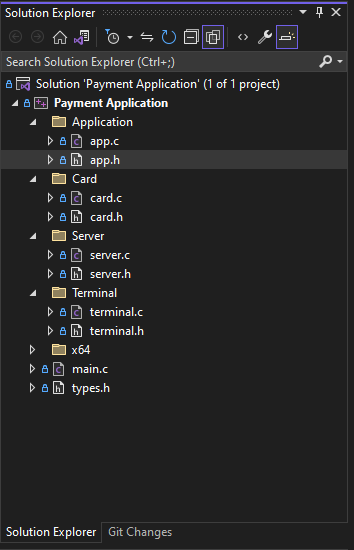 Solution Explorer
Search Solution Explorer (Ctrl+;)
Solution 'Payment Application' (1 of 1 project)
Payment Application
Application
app.c
app.h
Card
card.c
card.h
Server
server.c
server.h
Terminal
terminal.c
terminal.h
x64
main.c
types.h
Solution Explorer Git Changes